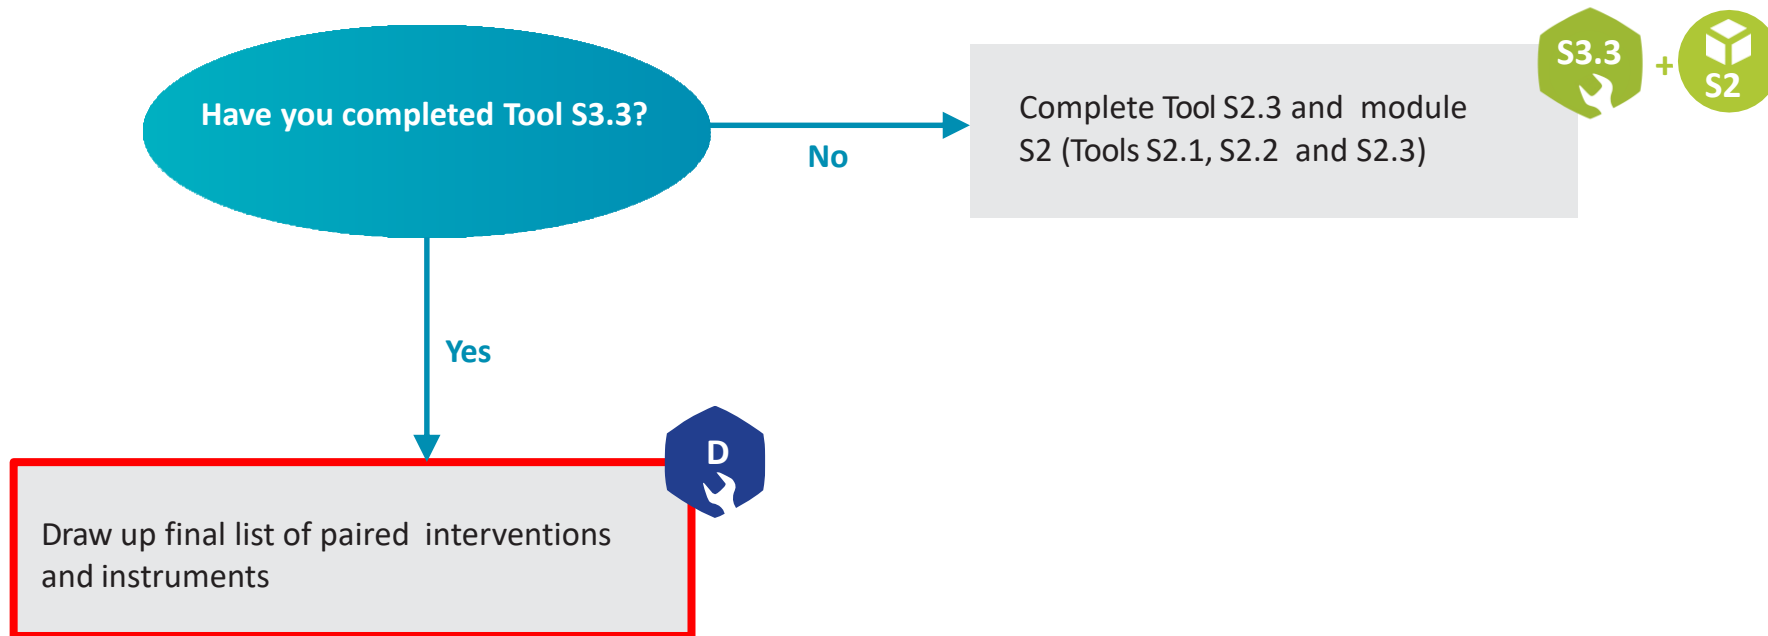 Have you completed Tool S3.3?
No
Complete Tool S2.3 and module
S2 (Tools S2.1, S2.2 and S2.3)
S3.3
+
S2
Yes
D
Draw up final list of paired interventions
and instruments